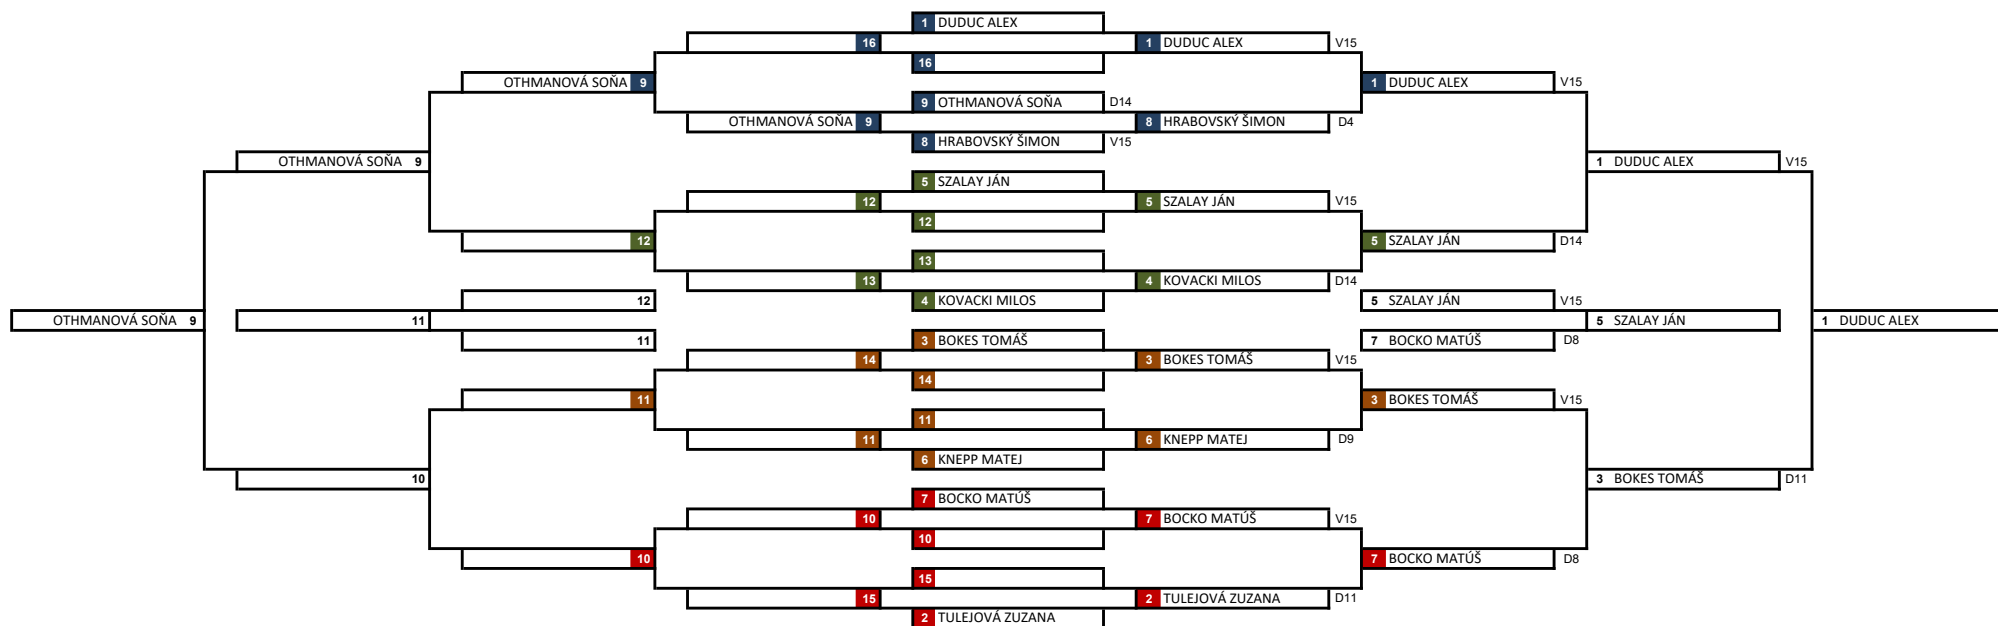 1 DUDUC ALEX
16 1 DUDUC ALEX V15
16
OTHMANOVÁ SOŇA 9 1 DUDUC ALEX V15
9 OTHMANOVÁ SOŇA D14
OTHMANOVÁ SOŇA 9 8 HRABOVSKÝ ŠIMON D4
8 HRABOVSKÝ ŠIMON V15
OTHMANOVÁ SOŇA 9 1 DUDUC ALEX V15
5 SZALAY JÁN
12 5 SZALAY JÁN V15
12
12 5 SZALAY JÁN D14
13
13 4 KOVACKI MILOS D14
12 4 KOVACKI MILOS 5 SZALAY JÁN V15
OTHMANOVÁ SOŇA 9 11 5 SZALAY JÁN 1 DUDUC ALEX
11 3 BOKES TOMÁŠ 7 BOCKO MATÚŠ D8
14 3 BOKES TOMÁŠ V15
14
11 3 BOKES TOMÁŠ V15
11
11 6 KNEPP MATEJ D9
6 KNEPP MATEJ
10 3 BOKES TOMÁŠ D11
7 BOCKO MATÚŠ
10 7 BOCKO MATÚŠ V15
10
10 7 BOCKO MATÚŠ D8
15
15 2 TULEJOVÁ ZUZANA D11
2 TULEJOVÁ ZUZANA